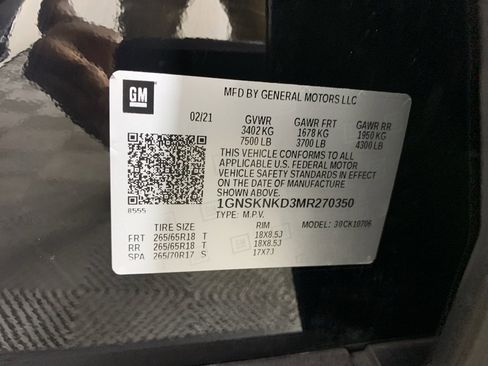 GM
MFD BY GENERAL MOTORS LLC
02/21 GVWR GAWR FRT GAWR RR
3402 KG 1678 KG 1950 KG
7500 LB 3700 LB 4300 LB
THIS VEHICLE CONFORMS TO ALL
APPLICABLE U.S. FEDERAL MOTOR
VEHICLE SAFETY STANDARDS IN EFFECT
ON THE DATE OF MANUFACTURE
SHOWN ABOVE.
1GNSKNKD3MR270350
8555 TYPE: M.P.V. MODEL: 30CK10706
TIRE SIZE RIM
FRT 265/65R18 T 18X8.5J
RR 265/65R18 T 18X8.5J
SPA 265/70R17 S 17X7J